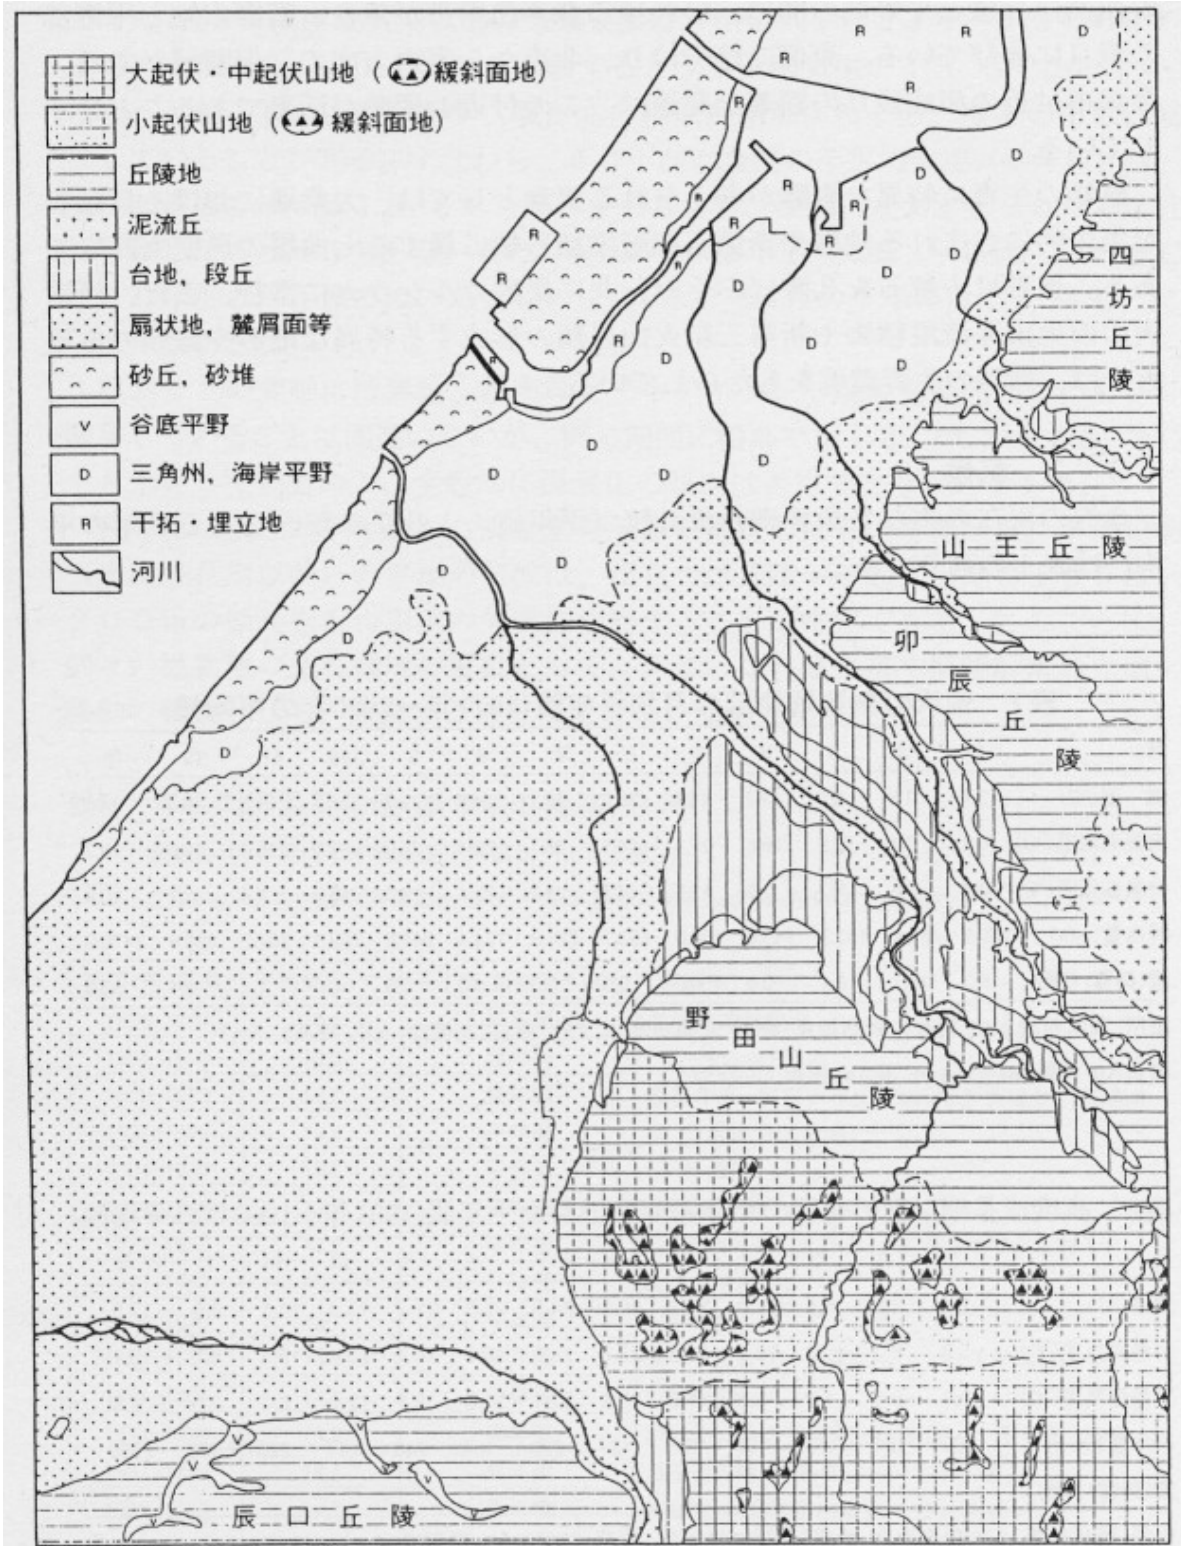 大起伏・中起伏山地（▲▲緩斜面地）
小起伏山地（▲▲緩斜面地）
丘陵地
泥流丘
台地，段丘
扇状地，麓屑面等
砂丘，砂堆
v 谷底平野
D 三角州，海岸平野
R 干拓・埋立地
河川
R R D
R
R
R D
D
R R
R
R
R
R
R
D
D
D
R
R
D
R
D
D
D
D
D
D
D
D
D
D
D
四坊丘陵
山王丘陵
卯辰丘陵
野田山丘陵
v
v
v
v
v
v
辰口丘陵